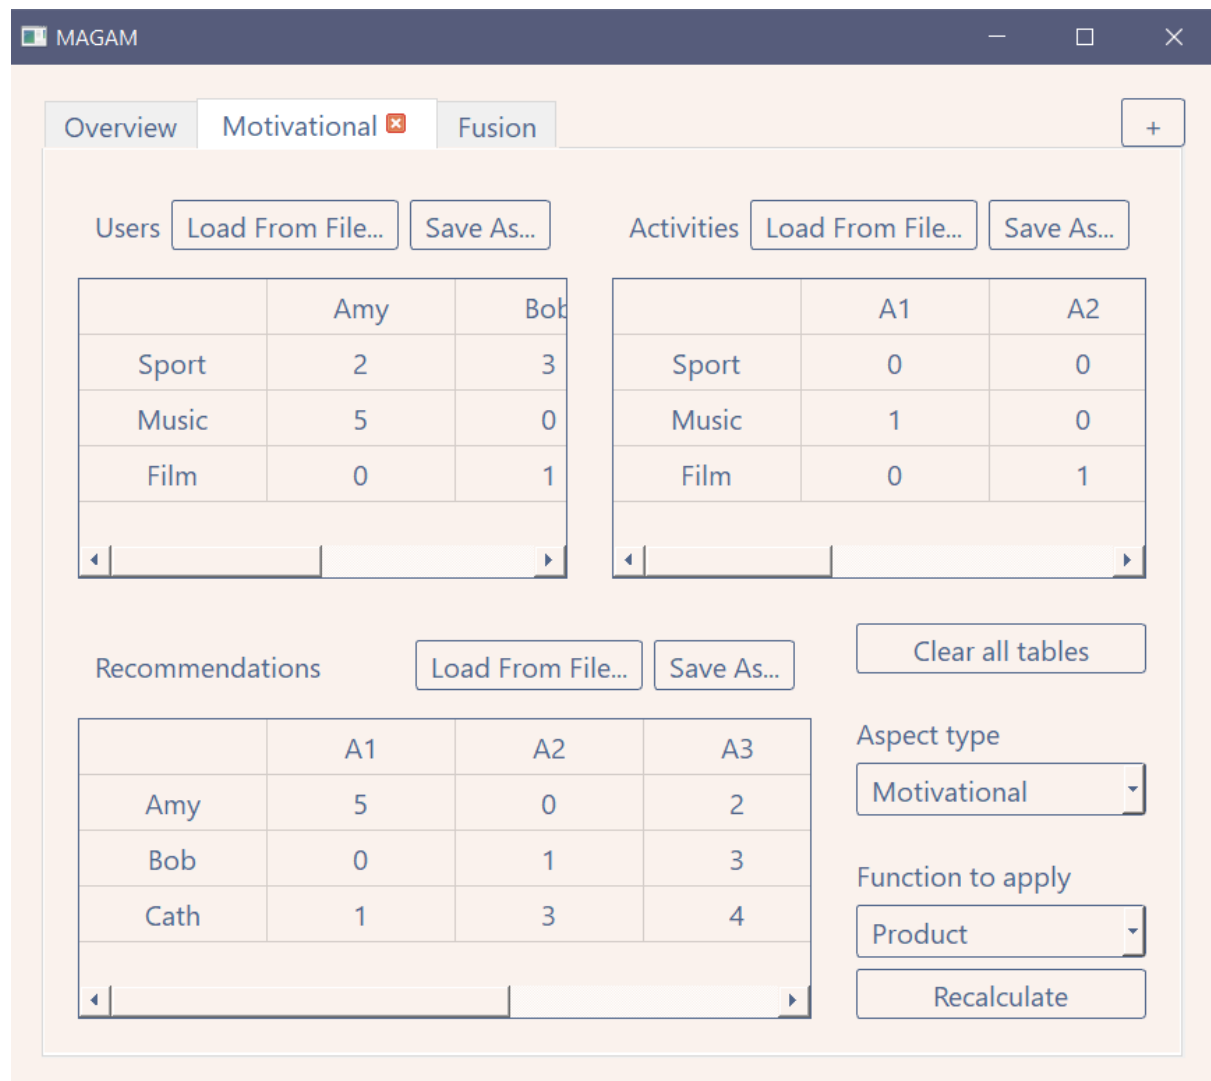 MAGAM
Overview Motivational Fusion +
Users Load From File... Save As... Activities Load From File... Save As...
Amy Bob A1 A2
Sport 2 3 Sport 0 0
Music 5 0 Music 1 0
Film 0 1 Film 0 1
Clear all tables
Recommendations Load From File... Save As...
A1 A2 A3
Amy 5 0 2
Bob 0 1 3
Cath 1 3 4
Aspect type
Motivational
Function to apply
Product
Recalculate